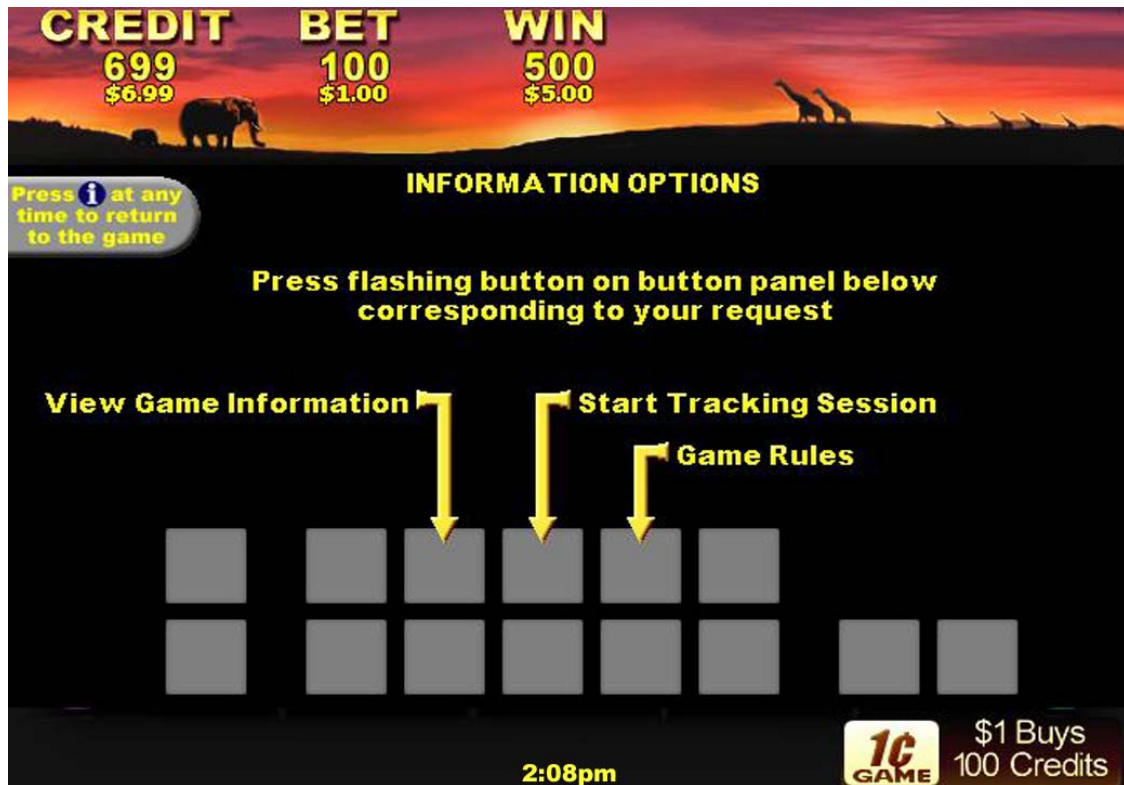 CREDIT BET WIN
699 100 500
$6.99 $1.00 $5.00
INFORMATION OPTIONS
Press i at any
time to return
to the game
Press flashing button on button panel below
corresponding to your request
View Game Information
Start Tracking Session
Game Rules
1¢
GAME
$1 Buys
100 Credits
2:08pm